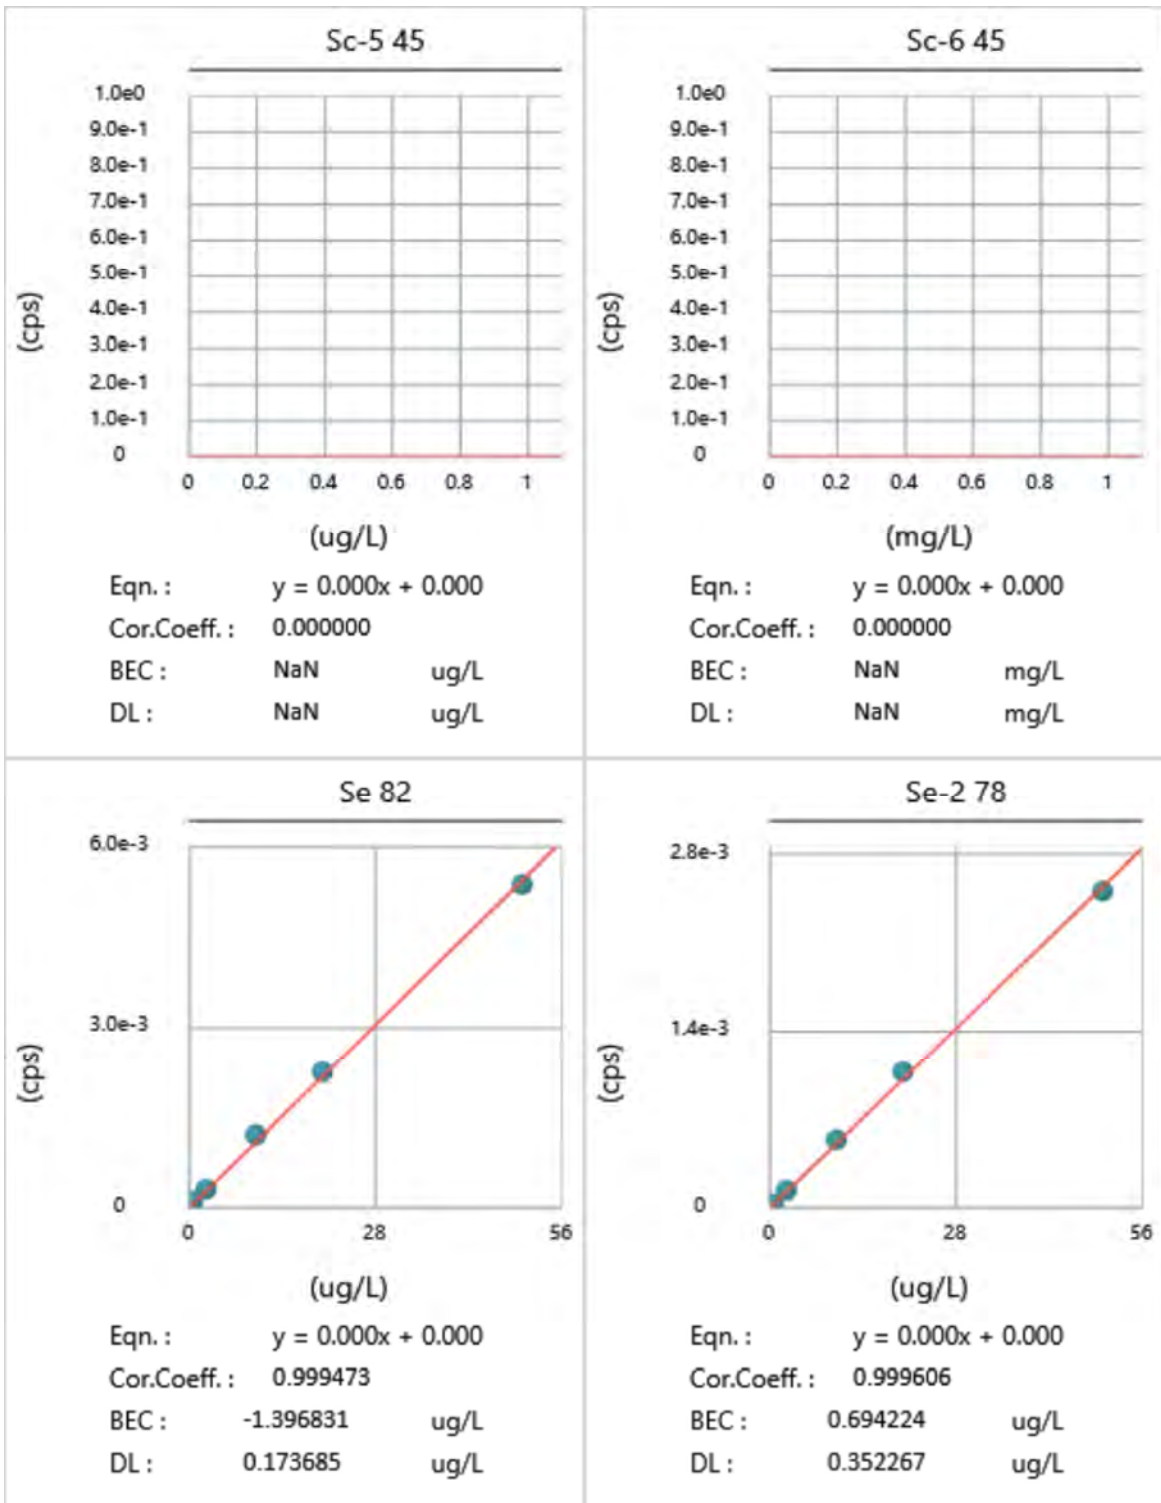 Sc-5 45
1.0e0
9.0e-1
8.0e-1
7.0e-1
6.0e-1
5.0e-1
4.0e-1
3.0e-1
2.0e-1
1.0e-1
0
(cps)
0 0.2 0.4 0.6 0.8 1
(ug/L)
Eqn. : y = 0.000x + 0.000
Cor.Coeff. : 0.000000
BEC : NaN ug/L
DL : NaN ug/L
Sc-6 45
1.0e0
9.0e-1
8.0e-1
7.0e-1
6.0e-1
5.0e-1
4.0e-1
3.0e-1
2.0e-1
1.0e-1
0
(cps)
0 0.2 0.4 0.6 0.8 1
(mg/L)
Eqn. : y = 0.000x + 0.000
Cor.Coeff. : 0.000000
BEC : NaN mg/L
DL : NaN mg/L
Se 82
6.0e-3
3.0e-3
0
(cps)
0 28 56
(ug/L)
Eqn. : y = 0.000x + 0.000
Cor.Coeff. : 0.999473
BEC : -1.396831 ug/L
DL : 0.173685 ug/L
Se-2 78
2.8e-3
1.4e-3
0
(cps)
0 28 56
(ug/L)
Eqn. : y = 0.000x + 0.000
Cor.Coeff. : 0.999606
BEC : 0.694224 ug/L
DL : 0.352267 ug/L